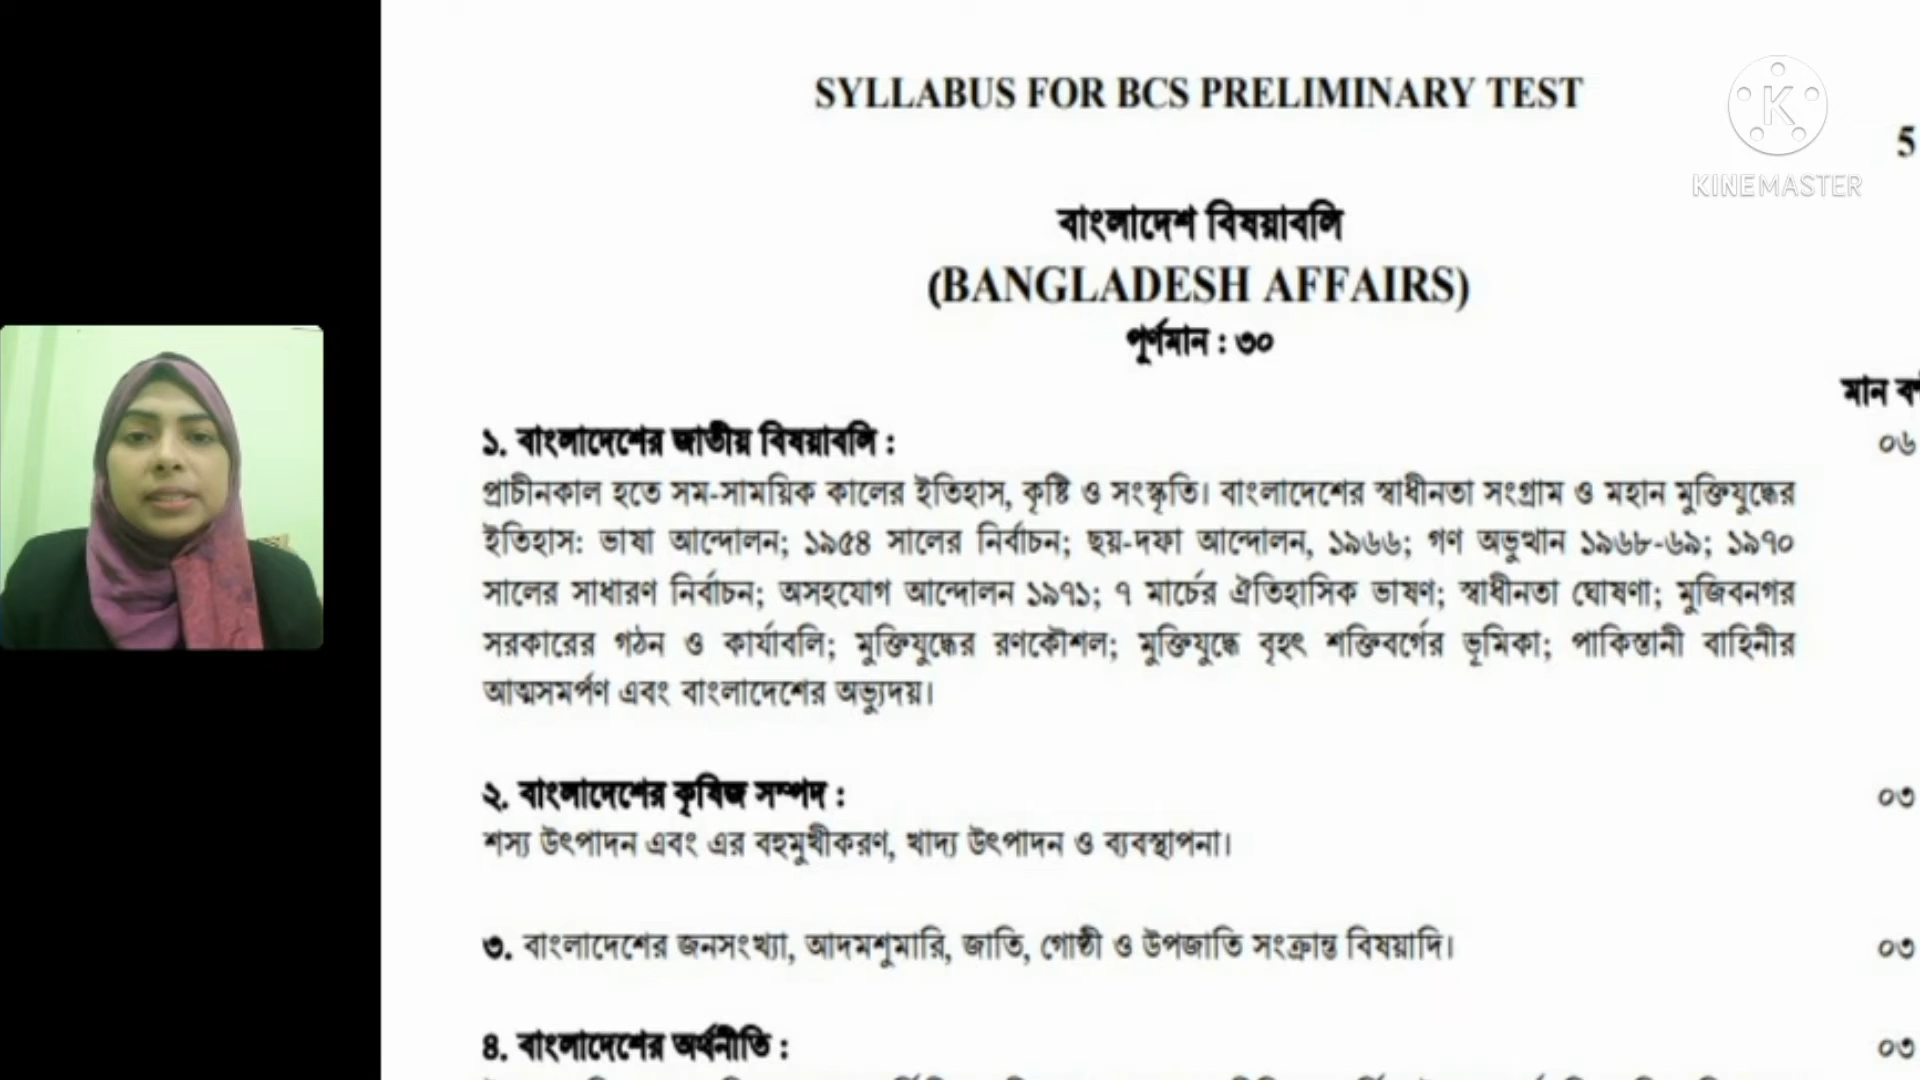 SYLLABUS FOR BCS PRELIMINARY TEST
K
KINEMASTER
5
বাংলাদেশ বিষয়াবলি
(BANGLADESH AFFAIRS)
পূর্ণমান : ৩০
মান
১. বাংলাদেশের জাতীয় বিষয়াবলি : ০৬
প্রাচীনকাল হতে সম-সাময়িক কালের ইতিহাস, কৃষ্টি ও সংস্কৃতি। বাংলাদেশের স্বাধীনতা সংগ্রাম ও মহান মুক্তিযুদ্ধের
ইতিহাস: ভাষা আন্দোলন; ১৯৫৪ সালের নির্বাচন; ছয়-দফা আন্দোলন, ১৯৬৬; গণ অভুত্থান ১৯৬৮-৬৯; ১৯৭০
সালের সাধারণ নির্বাচন; অসহযোগ আন্দোলন ১৯৭১; ৭ মার্চের ঐতিহাসিক ভাষণ; স্বাধীনতা ঘোষণা; মুজিবনগর
সরকারের গঠন ও কার্যাবলি; মুক্তিযুদ্ধের রণকৌশল; মুক্তিযুদ্ধে বৃহৎ শক্তিবর্গের ভূমিকা; পাকিস্তানী বাহিনীর
আত্মসমর্পণ এবং বাংলাদেশের অভ্যুদয়।
২. বাংলাদেশের কৃষিজ সম্পদ : ০৩
শস্য উৎপাদন এবং এর বহুমুখীকরণ, খাদ্য উৎপাদন ও ব্যবস্থাপনা।
৩. বাংলাদেশের জনসংখ্যা, আদমশুমারি, জাতি, গোষ্ঠী ও উপজাতি সংক্রান্ত বিষয়াদি। ০৩
৪. বাংলাদেশের অর্থনীতি : ০৩